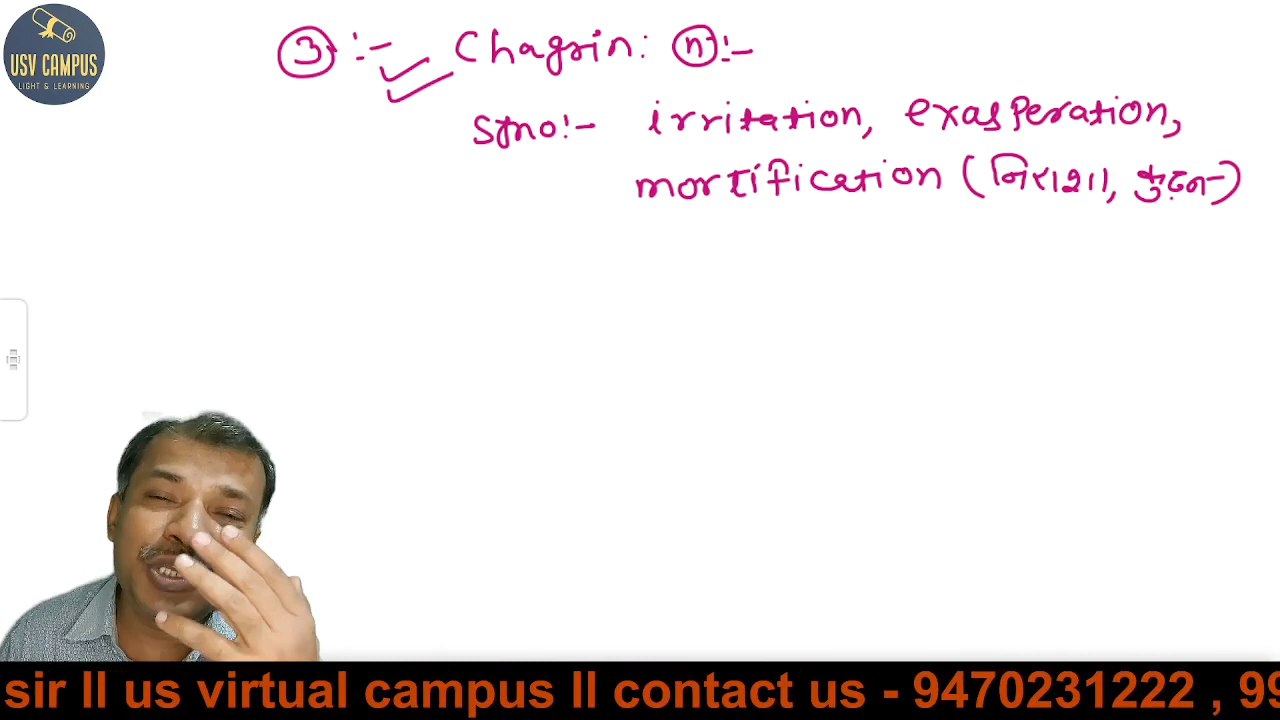 USV CAMPUS
LIGHT & LEARNING
3 :- Chagrin: n :-
syno:- irritation, exasperation,
mortification (निराशा, कुढ़न)
sir ll us virtual campus ll contact us - 9470231222 , 99